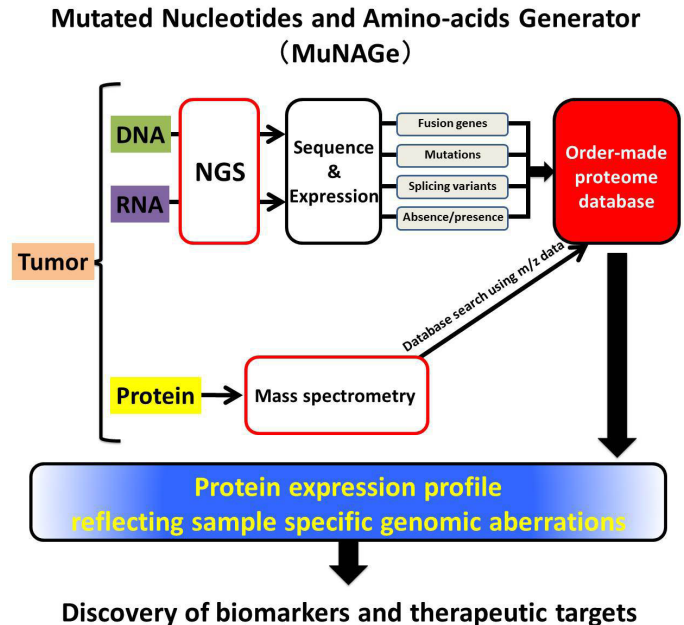 Mutated Nucleotides and Amino-acids Generator
（MuNAGe）
DNA
RNA
NGS
Sequence
&
Expression
Fusion genes
Mutations
Splicing variants
Absence/presence
Order-made
proteome
database
Tumor
Database search using m/z data
Protein
Mass spectrometry
Protein expression profile
reflecting sample specific genomic aberrations
Discovery of biomarkers and therapeutic targets